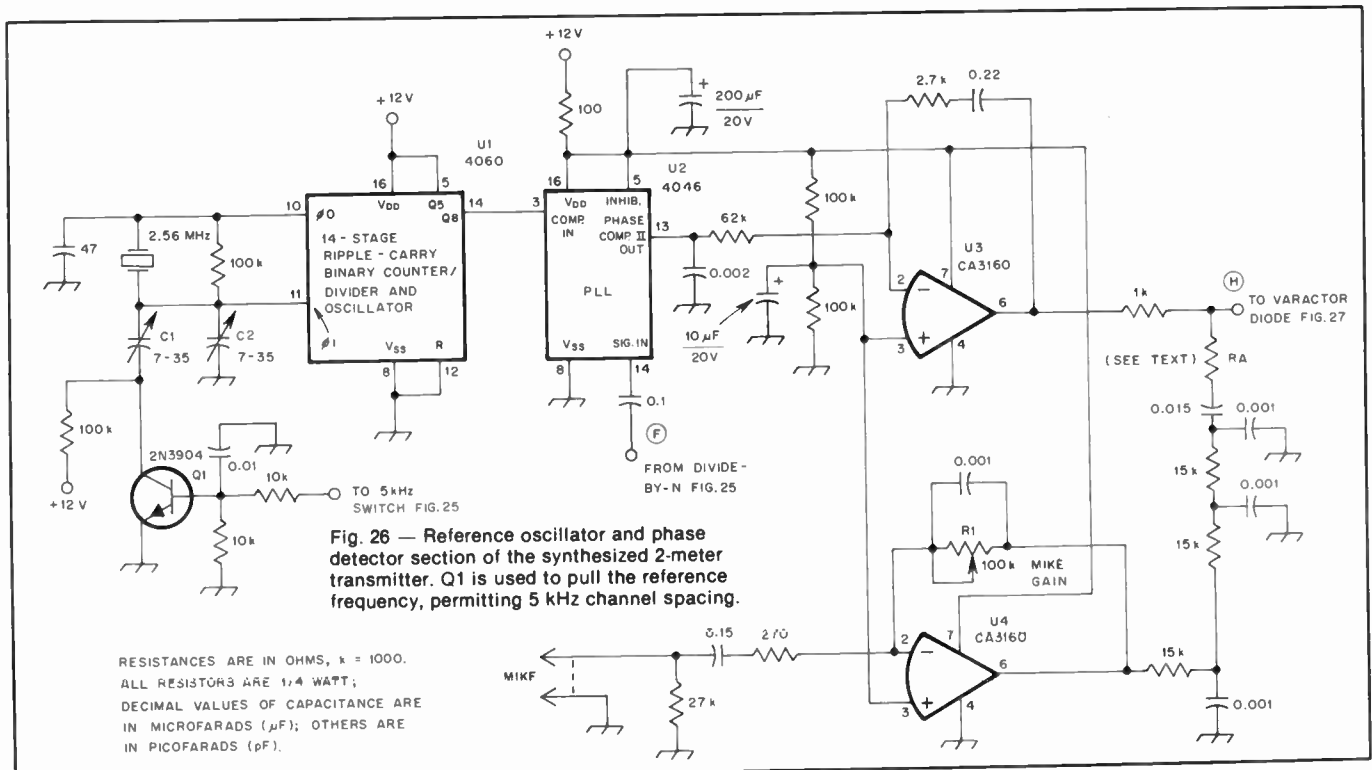 +12V
+12V
100
200 µF
20V
+
2.7k
0.22
U1
4060
U2
4046
16
5
VDD
Q5
Q8
14
3
16
5
VDD
INHIB.
COMP.
IN
PHASE
COMP. II
OUT
13
62k
0.002
100k
100k
10 µF
20V
+
10
φ0
47
2.56 MHz
100k
11
φ1
14-STAGE
RIPPLE-CARRY
BINARY COUNTER/
DIVIDER AND
OSCILLATOR
VSS
R
8
12
PLL
VSS
SIG. IN
8
14
0.1
F
FROM DIVIDE-
BY-N FIG.25
U3
CA3160
2
−
7
6
+
3
4
1k
H
TO VARACTOR
DIODE FIG. 27
(SEE TEXT)
RA
0.015
0.001
15k
0.001
15k
C1
7-35
C2
7-35
100k
+12V
2N3904
Q1
0.01
10k
10k
TO 5kHz
SWITCH FIG.25
Fig. 26 — Reference oscillator and phase
detector section of the synthesized 2-meter
transmitter. Q1 is used to pull the reference
frequency, permitting 5 kHz channel spacing.
0.001
R1
100k
MIKE
GAIN
U4
CA3160
2
−
7
6
+
3
4
15k
0.001
0.15
270
27k
RESISTANCES ARE IN OHMS, k = 1000.
ALL RESISTORS ARE 1/4 WATT;
DECIMAL VALUES OF CAPACITANCE ARE
IN MICROFARADS (µF); OTHERS ARE
IN PICOFARADS (pF).